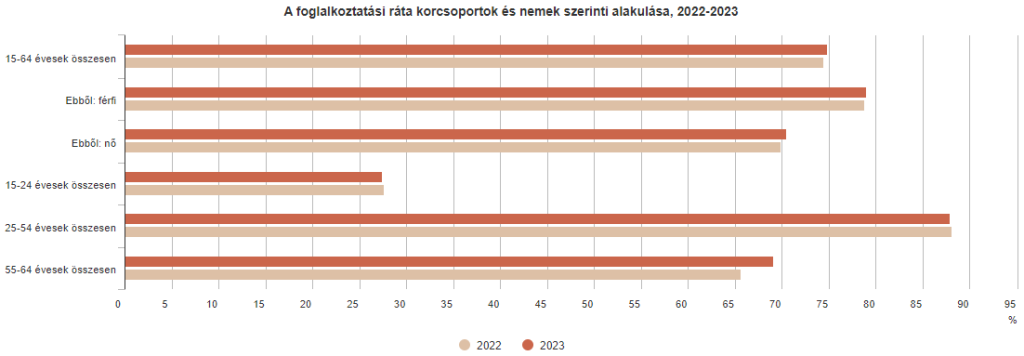 A foglalkoztatási ráta korcsoportok és nemek szerinti alakulása, 2022-2023
15-64 évesek összesen
Ebből: férfi
Ebből: nő
15-24 évesek összesen
25-54 évesek összesen
55-64 évesek összesen
0 5 10 15 20 25 30 35 40 45 50 55 60 65 70 75 80 85 90 95
%
2022 2023